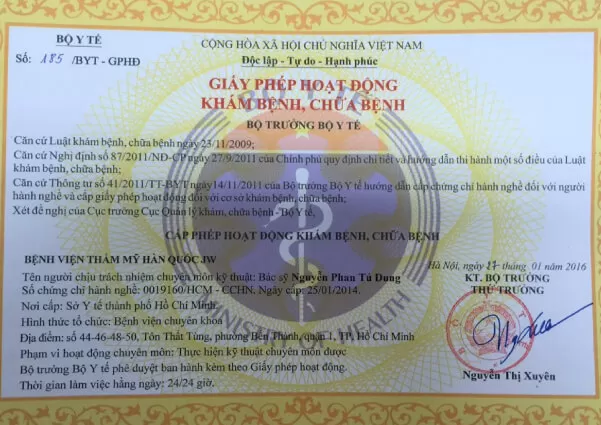 BỘ Y TẾ
CỘNG HÒA XÃ HỘI CHỦ NGHĨA VIỆT NAM
Số: 185 /BYT - GPHĐ
Độc lập - Tự do - Hạnh phúc
GIẤY PHÉP HOẠT ĐỘNG
KHÁM BỆNH, CHỮA BỆNH
BỘ TRƯỞNG BỘ Y TẾ
Căn cứ Luật khám bệnh, chữa bệnh ngày 23/11/2009;
Căn cứ Nghị định số 87/2011/NĐ-CP ngày 27/9/2011 của Chính phủ quy định chi tiết và hướng dẫn thi hành một số điều của Luật
khám bệnh, chữa bệnh;
Căn cứ Thông tư số 41/2011/TT-BYT ngày 14/11/2011 của Bộ trưởng Bộ Y tế hướng dẫn cấp chứng chỉ hành nghề đối với người
hành nghề và cấp giấy phép hoạt động đối với cơ sở khám bệnh, chữa bệnh;
Xét đề nghị của Cục trưởng Cục Quản lý khám, chữa bệnh - Bộ Y tế,
CẤP PHÉP HOẠT ĐỘNG KHÁM BỆNH, CHỮA BỆNH
BỆNH VIỆN THẨM MỸ HÀN QUỐC JW
Hà Nội, ngày tháng 01 năm 2016
Tên người chịu trách nhiệm chuyên môn kỹ thuật: Bác sỹ Nguyễn Phan Tú Dung
KT. BỘ TRƯỞNG
Số chứng chỉ hành nghề: 0019160/HCM - CCHN. Ngày cấp: 25/01/2014.
THỨ TRƯỞNG
Nơi cấp: Sở Y tế thành phố Hồ Chí Minh.
Hình thức tổ chức: Bệnh viện chuyên khoa
Địa điểm: số 44-46-48-50, Tôn Thất Tùng, phường Bến Thành, quận 1, TP. Hồ Chí Minh
Phạm vi hoạt động chuyên môn: Thực hiện kỹ thuật chuyên môn được
Bộ trưởng Bộ Y tế phê duyệt ban hành kèm theo Giấy phép hoạt động.
Nguyễn Thị Xuyên
Thời gian làm việc hằng ngày: 24/24 giờ.
BỘ Y TẾ
MINISTRY OF HEALTH